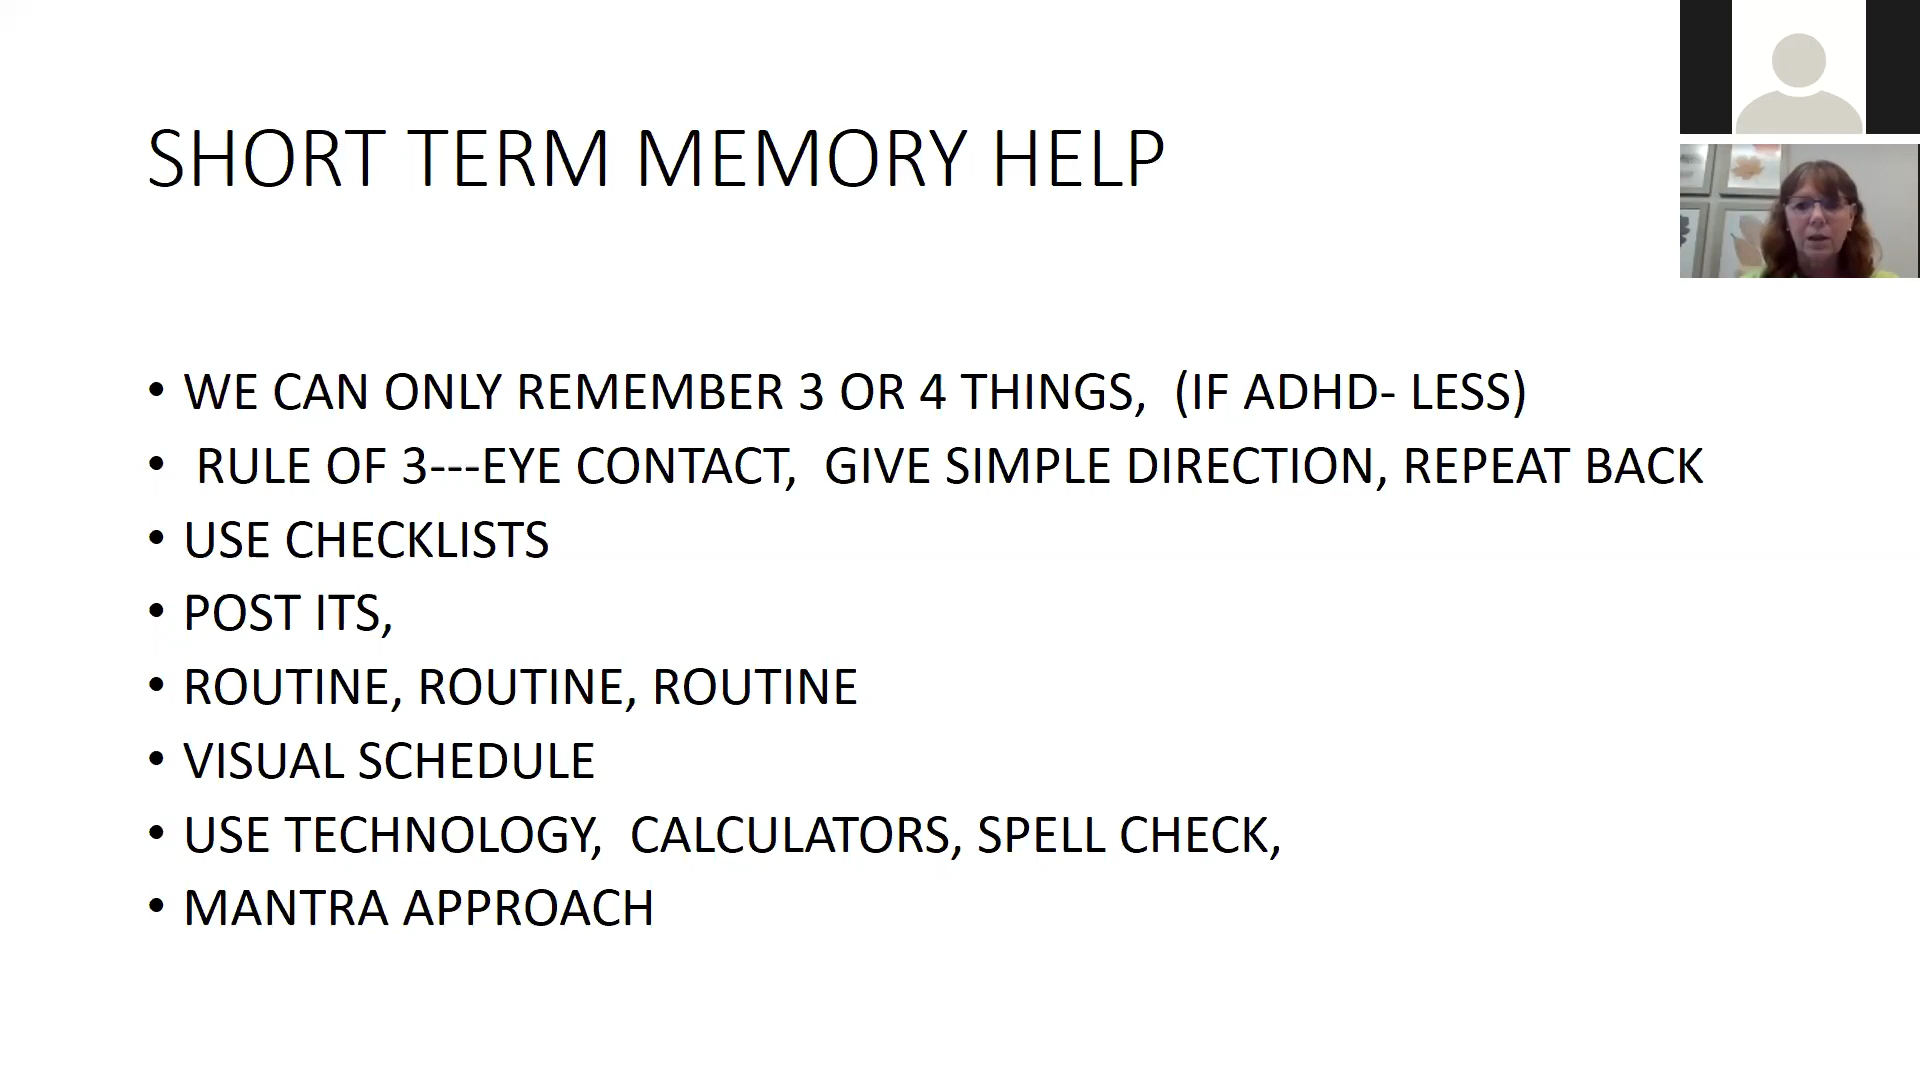 SHORT TERM MEMORY HELP
• WE CAN ONLY REMEMBER 3 OR 4 THINGS,  (IF ADHD- LESS)
•  RULE OF 3---EYE CONTACT,  GIVE SIMPLE DIRECTION, REPEAT BACK
• USE CHECKLISTS
• POST ITS,
• ROUTINE, ROUTINE, ROUTINE
• VISUAL SCHEDULE
• USE TECHNOLOGY,  CALCULATORS, SPELL CHECK,
• MANTRA APPROACH